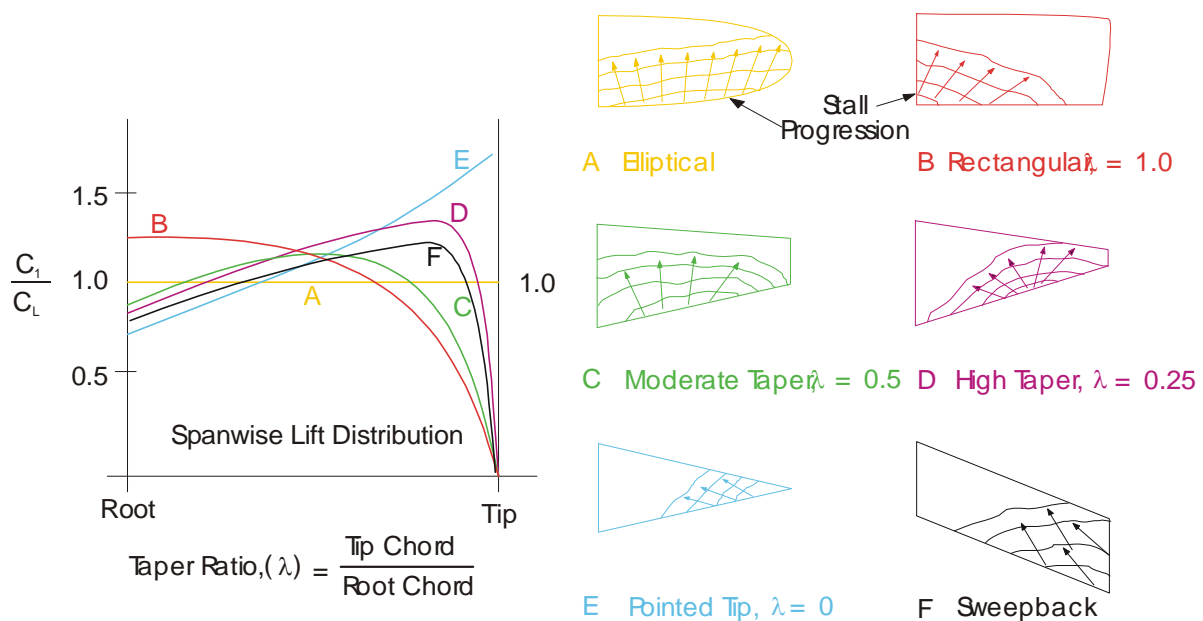 C₁
C_L
1.5
1.0
0.5
1.0
A
B
C
D
E
F
Spanwise Lift Distribution
Root
Tip
Taper Ratio,(λ) = Tip Chord
Root Chord
Stall
Progression
A Elliptical
B Rectangular, λ = 1.0
C Moderate Taper, λ = 0.5
D High Taper, λ = 0.25
E Pointed Tip, λ = 0
F Sweepback